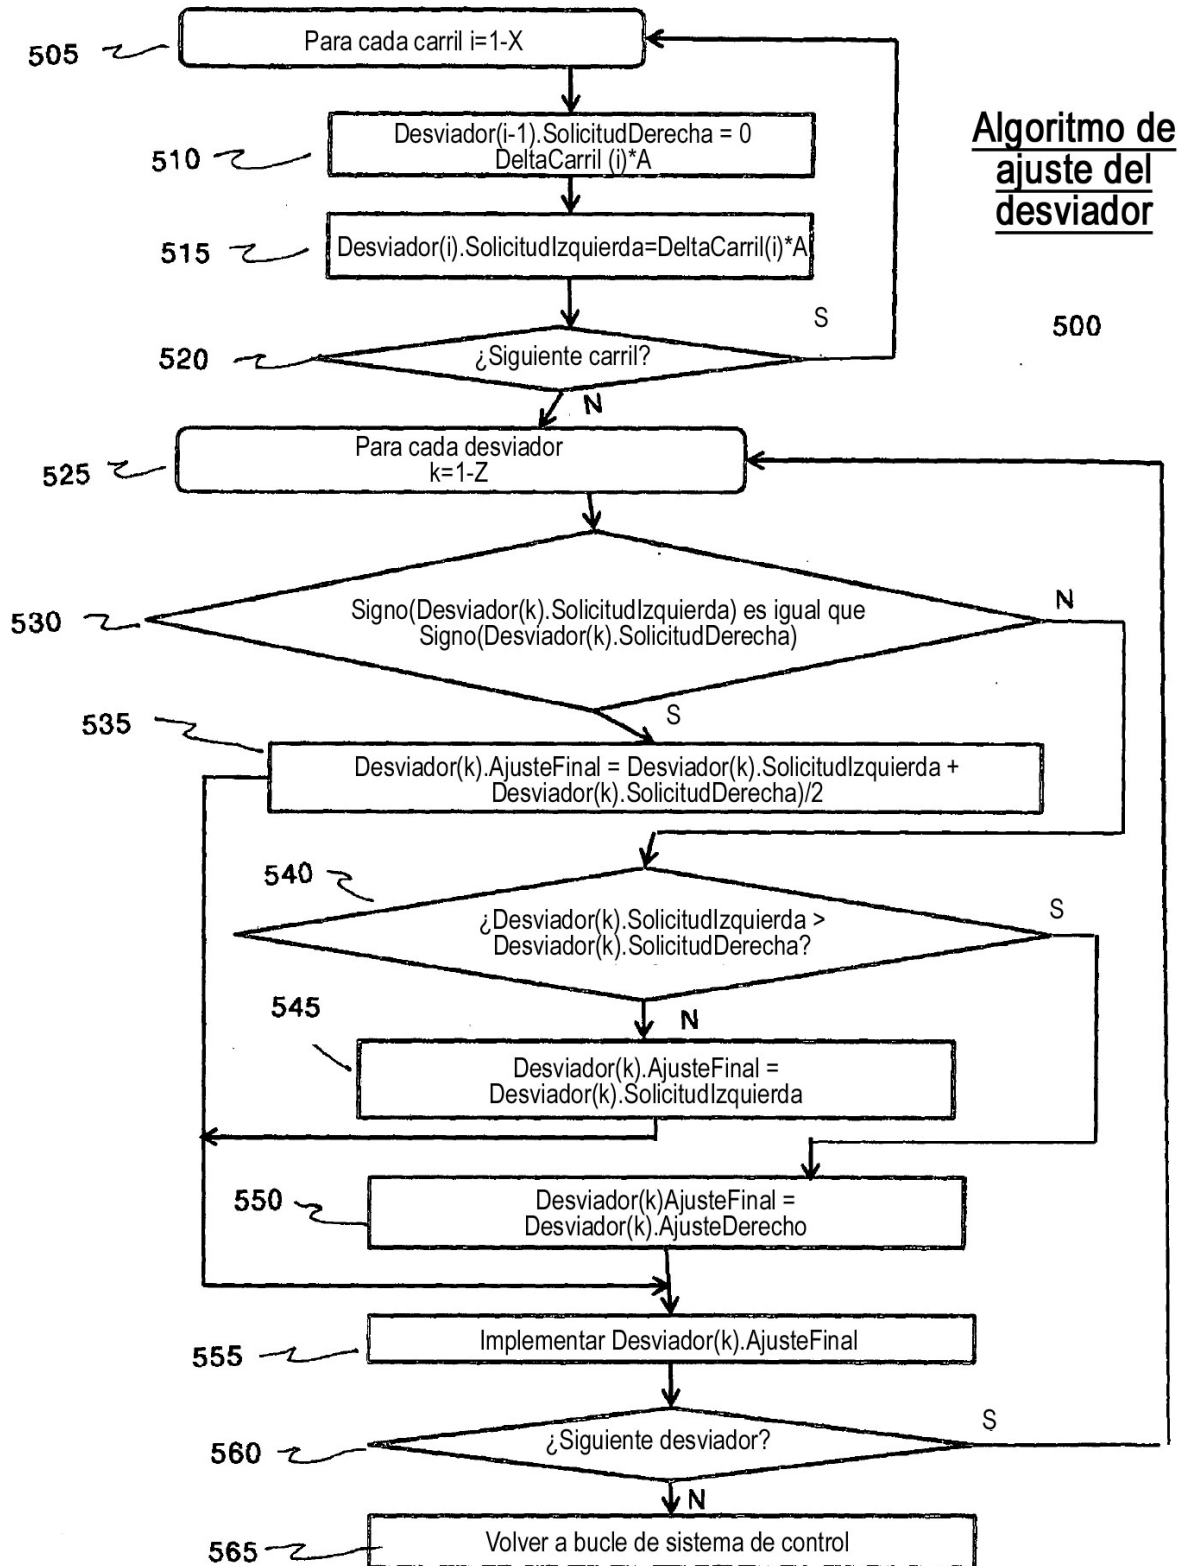 Para cada carril i=1-X
505
Algoritmo de
ajuste del
desviador
Desviador(i-1).SolicitudDerecha = 0
DeltaCarril (i)*A
510
Desviador(i).SolicitudIzquierda=DeltaCarril(i)*A
515
S
500
¿Siguiente carril?
520
N
Para cada desviador
k=1-Z
525
Signo(Desviador(k).SolicitudIzquierda) es igual que
Signo(Desviador(k).SolicitudDerecha)
530
N
S
535
Desviador(k).AjusteFinal = Desviador(k).SolicitudIzquierda +
Desviador(k).SolicitudDerecha)/2
540
¿Desviador(k).SolicitudIzquierda >
Desviador(k).SolicitudDerecha?
S
N
545
Desviador(k).AjusteFinal =
Desviador(k).SolicitudIzquierda
550
Desviador(k)AjusteFinal =
Desviador(k).AjusteDerecho
555
Implementar Desviador(k).AjusteFinal
560
¿Siguiente desviador?
S
N
565
Volver a bucle de sistema de control